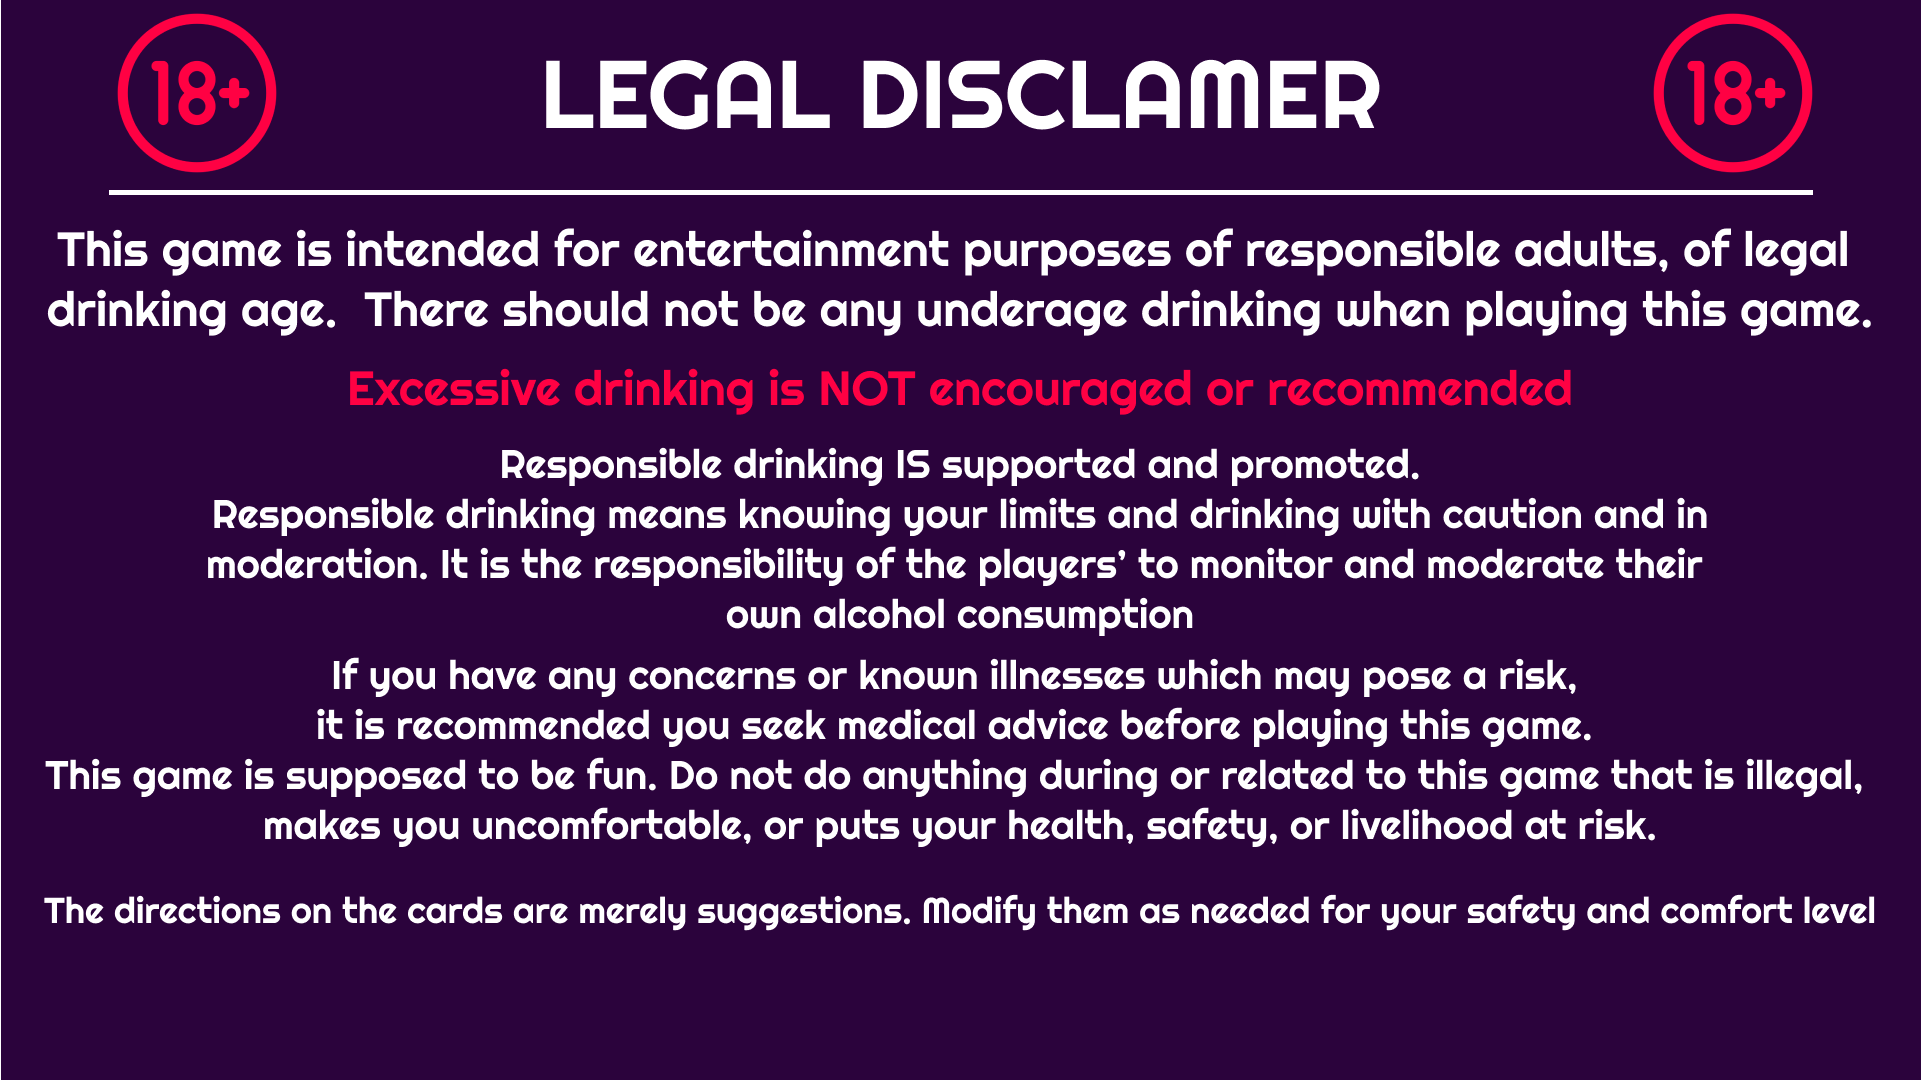 18+
LEGAL DISCLAMER
18+
This game is intended for entertainment purposes of responsible adults, of legal
drinking age.  There should not be any underage drinking when playing this game.
Excessive drinking is NOT encouraged or recommended
Responsible drinking IS supported and promoted.
Responsible drinking means knowing your limits and drinking with caution and in
moderation. It is the responsibility of the players’ to monitor and moderate their
own alcohol consumption
If you have any concerns or known illnesses which may pose a risk,
it is recommended you seek medical advice before playing this game.
This game is supposed to be fun. Do not do anything during or related to this game that is illegal,
makes you uncomfortable, or puts your health, safety, or livelihood at risk.
The directions on the cards are merely suggestions. Modify them as needed for your safety and comfort level